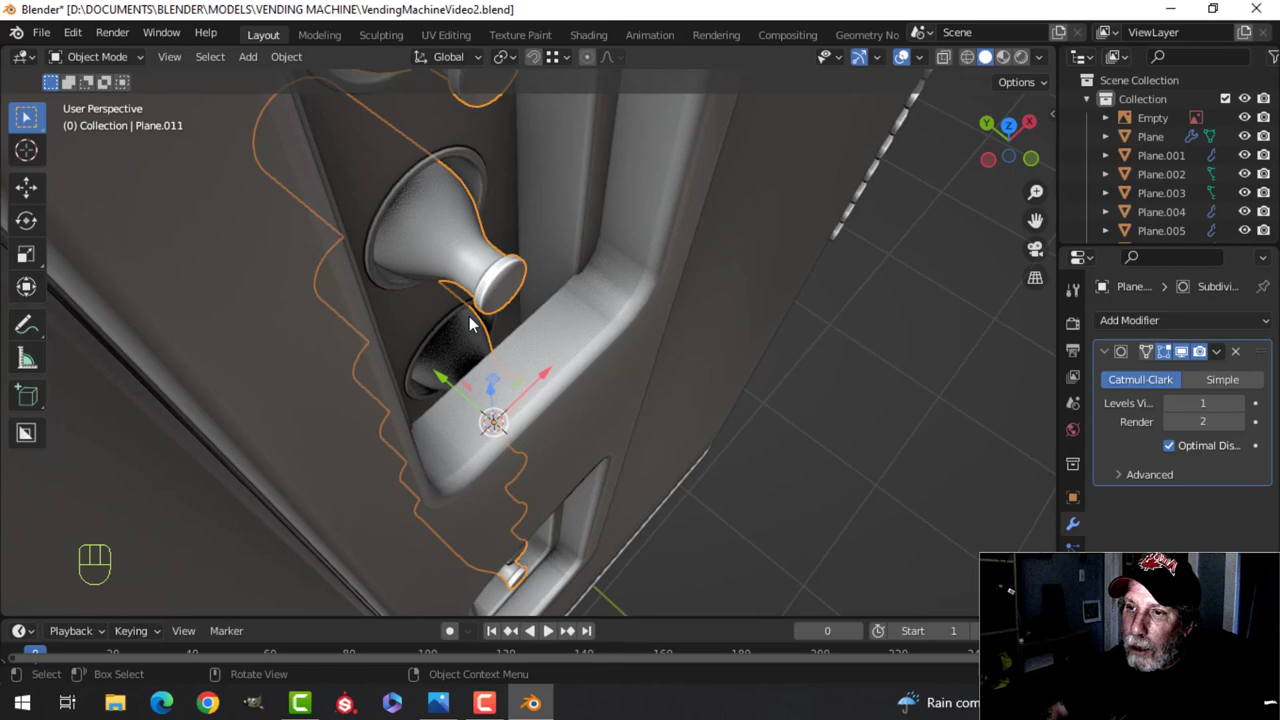 Blender* [D:\DOCUMENTS\BLENDER\MODELS\VENDING MACHINE\VendingMachineVideo2.blend]
File Edit Render Window Help Layout Modeling Sculpting UV Editing Texture Paint Shading Animation Rendering Compositing Geometry No Scene ViewLayer
Object Mode View Select Add Object Global
Options
User Perspective
(0) Collection | Plane.011
Y Z X
Scene Collection
Collection
Empty
Plane
Plane.001
Plane.002
Plane.003
Plane.004
Plane.005
Plane... Subdivi...
Add Modifier
Catmull-Clark Simple
Levels Vi... 1
Render 2
Optimal Dis...
Advanced
Playback Keying View Marker 0 Start 1
0 20 200 220
Select Box Select Rotate View Object Context Menu
Rain com